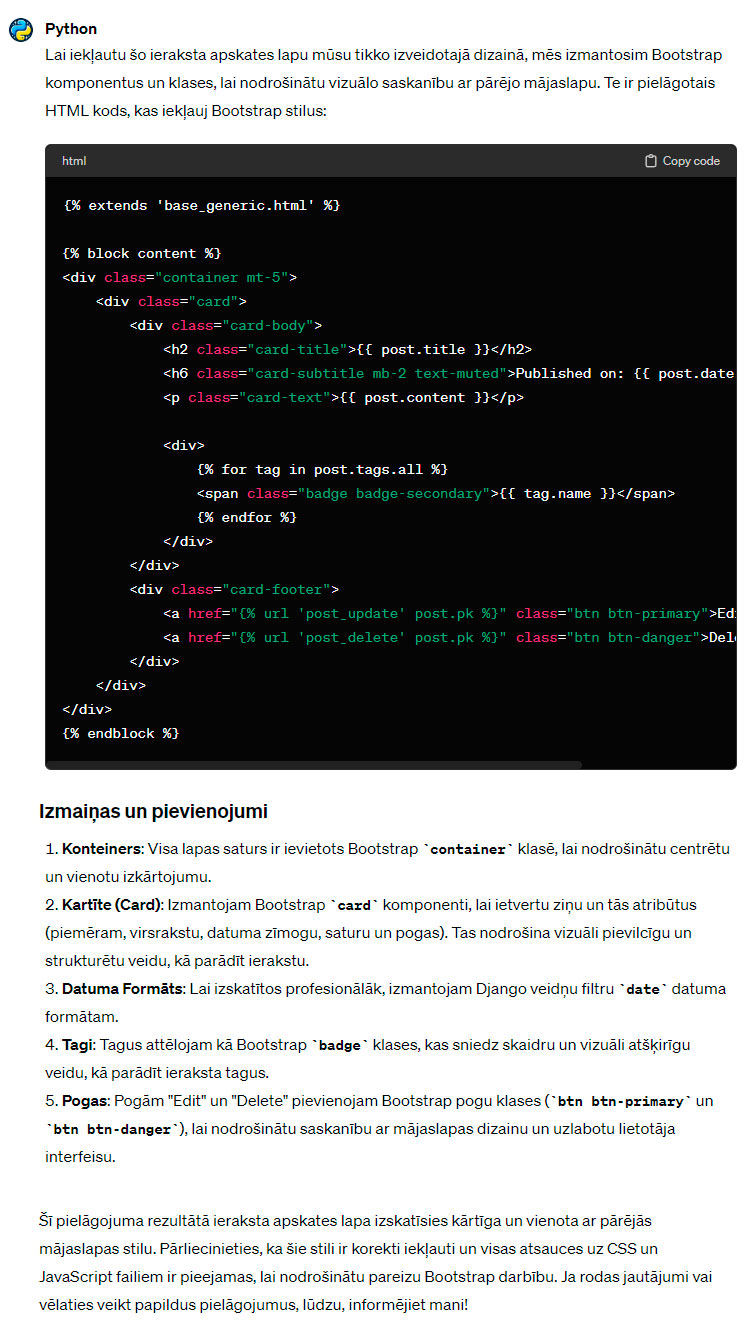 Python
Lai iekļautu šo ieraksta apskates lapu mūsu tikko izveidotajā dizainā, mēs izmantosim Bootstrap
komponentus un klases, lai nodrošinātu vizuālo saskanību ar pārējo mājaslapu. Te ir pielāgotais
HTML kods, kas iekļauj Bootstrap stilus:
html Copy code
{% extends 'base_generic.html' %}
{% block content %}
<div class="container mt-5">
<div class="card">
<div class="card-body">
<h2 class="card-title">{{ post.title }}</h2>
<h6 class="card-subtitle mb-2 text-muted">Published on: {{ post.date
<p class="card-text">{{ post.content }}</p>
<div>
{% for tag in post.tags.all %}
<span class="badge badge-secondary">{{ tag.name }}</span>
{% endfor %}
</div>
</div>
<div class="card-footer">
<a href="{% url 'post_update' post.pk %}" class="btn btn-primary">Edi
<a href="{% url 'post_delete' post.pk %}" class="btn btn-danger">Dele
</div>
</div>
</div>
{% endblock %}
Izmaiņas un pievienojumi
1. Konteiners: Visa lapas saturs ir ievietots Bootstrap `container` klasē, lai nodrošinātu centrētu
un vienotu izkārtojumu.
2. Kartīte (Card): Izmantojam Bootstrap `card` komponenti, lai ietvertu ziņu un tās atribūtus
(piemēram, virsrakstu, datuma zīmogu, saturu un pogas). Tas nodrošina vizuāli pievilcīgu un
strukturētu veidu, kā parādīt ierakstu.
3. Datuma Formāts: Lai izskatītos profesionālāk, izmantojam Django veidņu filtru `date` datuma
formātam.
4. Tagi: Tagus attēlojam kā Bootstrap `badge` klases, kas sniedz skaidru un vizuāli atšķirīgu
veidu, kā parādīt ieraksta tagus.
5. Pogas: Pogām "Edit" un "Delete" pievienojam Bootstrap pogu klases (`btn btn-primary` un
`btn btn-danger`), lai nodrošinātu saskanību ar mājaslapas dizainu un uzlabotu lietotāja
interfeisu.
Šī pielāgojuma rezultātā ieraksta apskates lapa izskatīsies kārtīga un vienota ar pārējās
mājaslapas stilu. Pārliecinieties, ka šie stili ir korekti iekļauti un visas atsauces uz CSS un
JavaScript failiem ir pieejamas, lai nodrošinātu pareizu Bootstrap darbību. Ja rodas jautājumi vai
vēlaties veikt papildus pielāgojumus, lūdzu, informējiet mani!